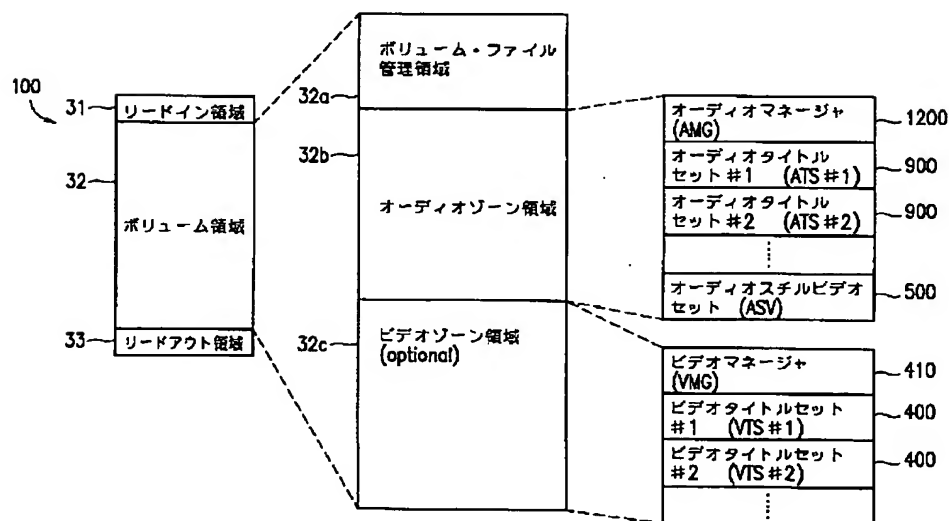 100
31
リードイン領域
32
ボリューム領域
33
リードアウト領域
ボリューム・ファイル
管理領域
32a
32b
オーディオゾーン領域
32c
ビデオゾーン領域
(optional)
オーディオマネージャ
(AMG)
1200
オーディオタイトル
セット#1 (ATS#1)
900
オーディオタイトル
セット#2 (ATS#2)
900
オーディオスチルビデオ
セット (ASV)
500
ビデオマネージャ
(VMG)
410
ビデオタイトルセット
#1 (VTS#1)
400
ビデオタイトルセット
#2 (VTS#2)
400